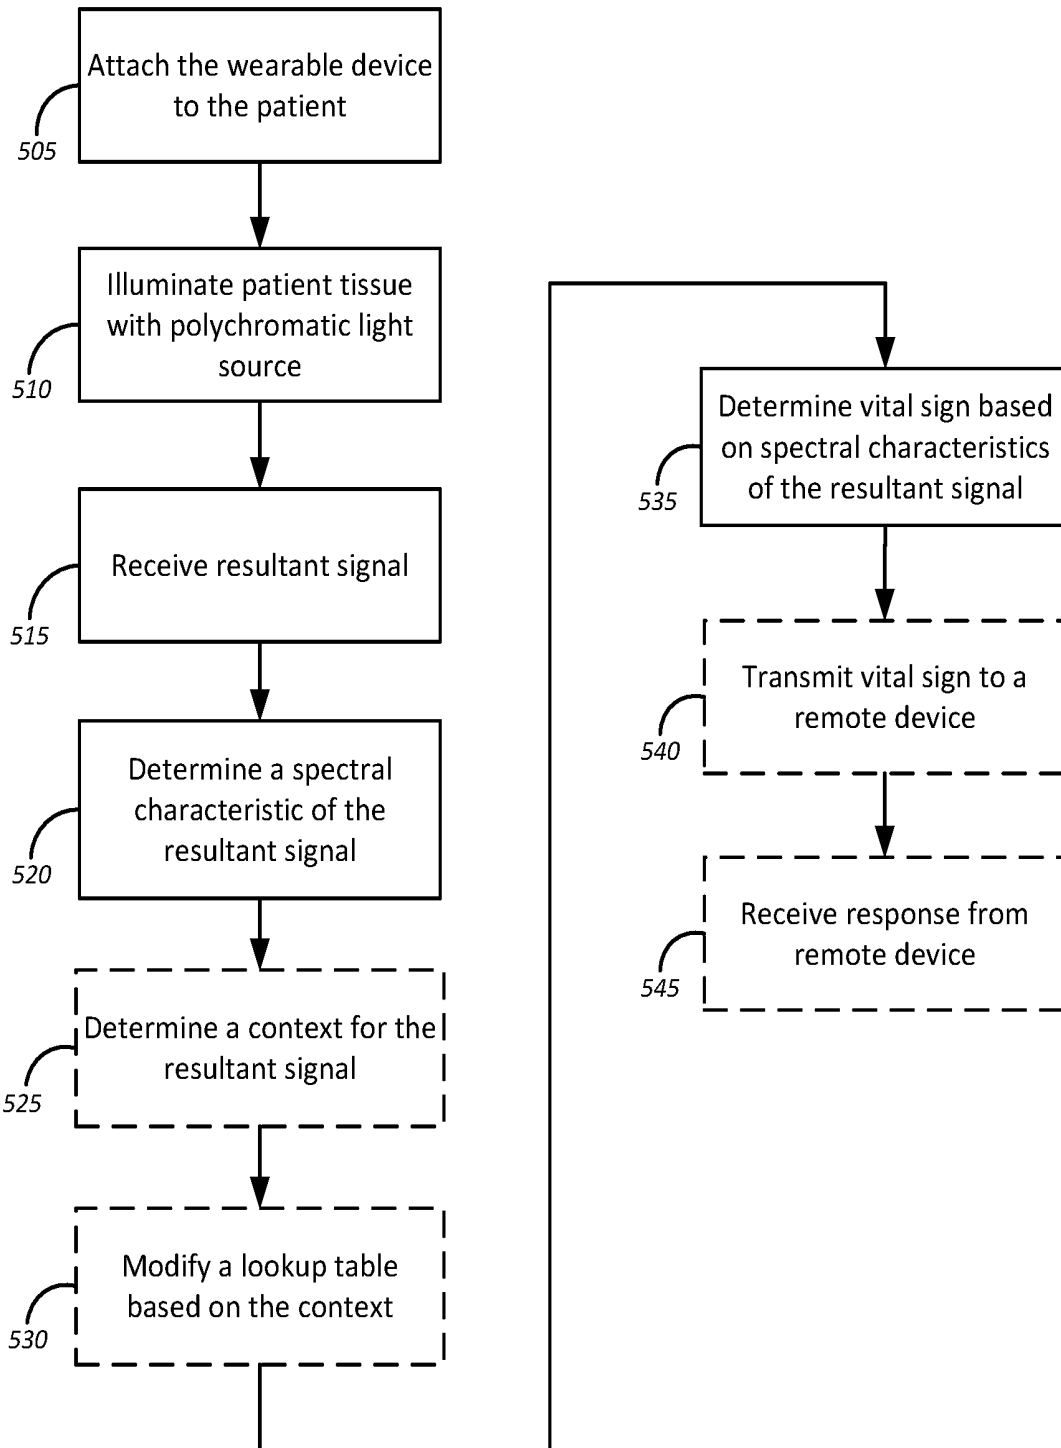 Attach the wearable device
to the patient
505
Illuminate patient tissue
with polychromatic light
source
510
Receive resultant signal
515
Determine a spectral
characteristic of the
resultant signal
520
Determine a context for the
resultant signal
525
Modify a lookup table
based on the context
530
Determine vital sign based
on spectral characteristics
of the resultant signal
535
Transmit vital sign to a
remote device
540
Receive response from
remote device
545